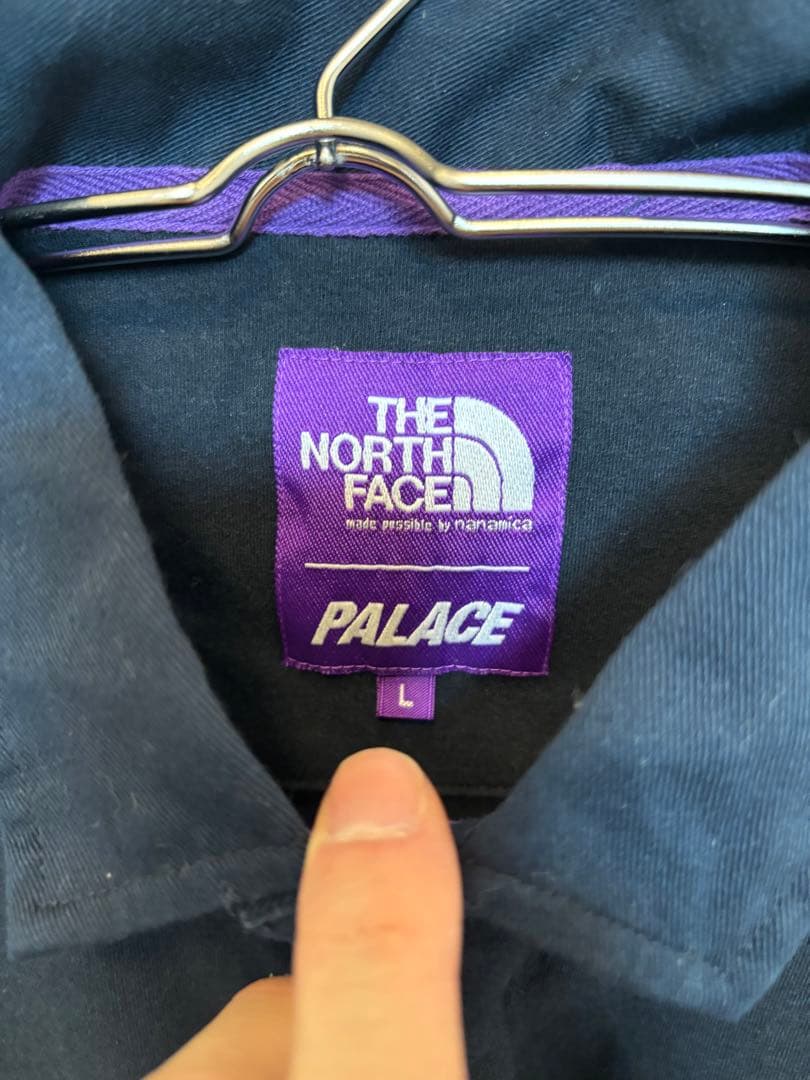 THE
NORTH
FACE
made possible by nanamica
PALACE
L